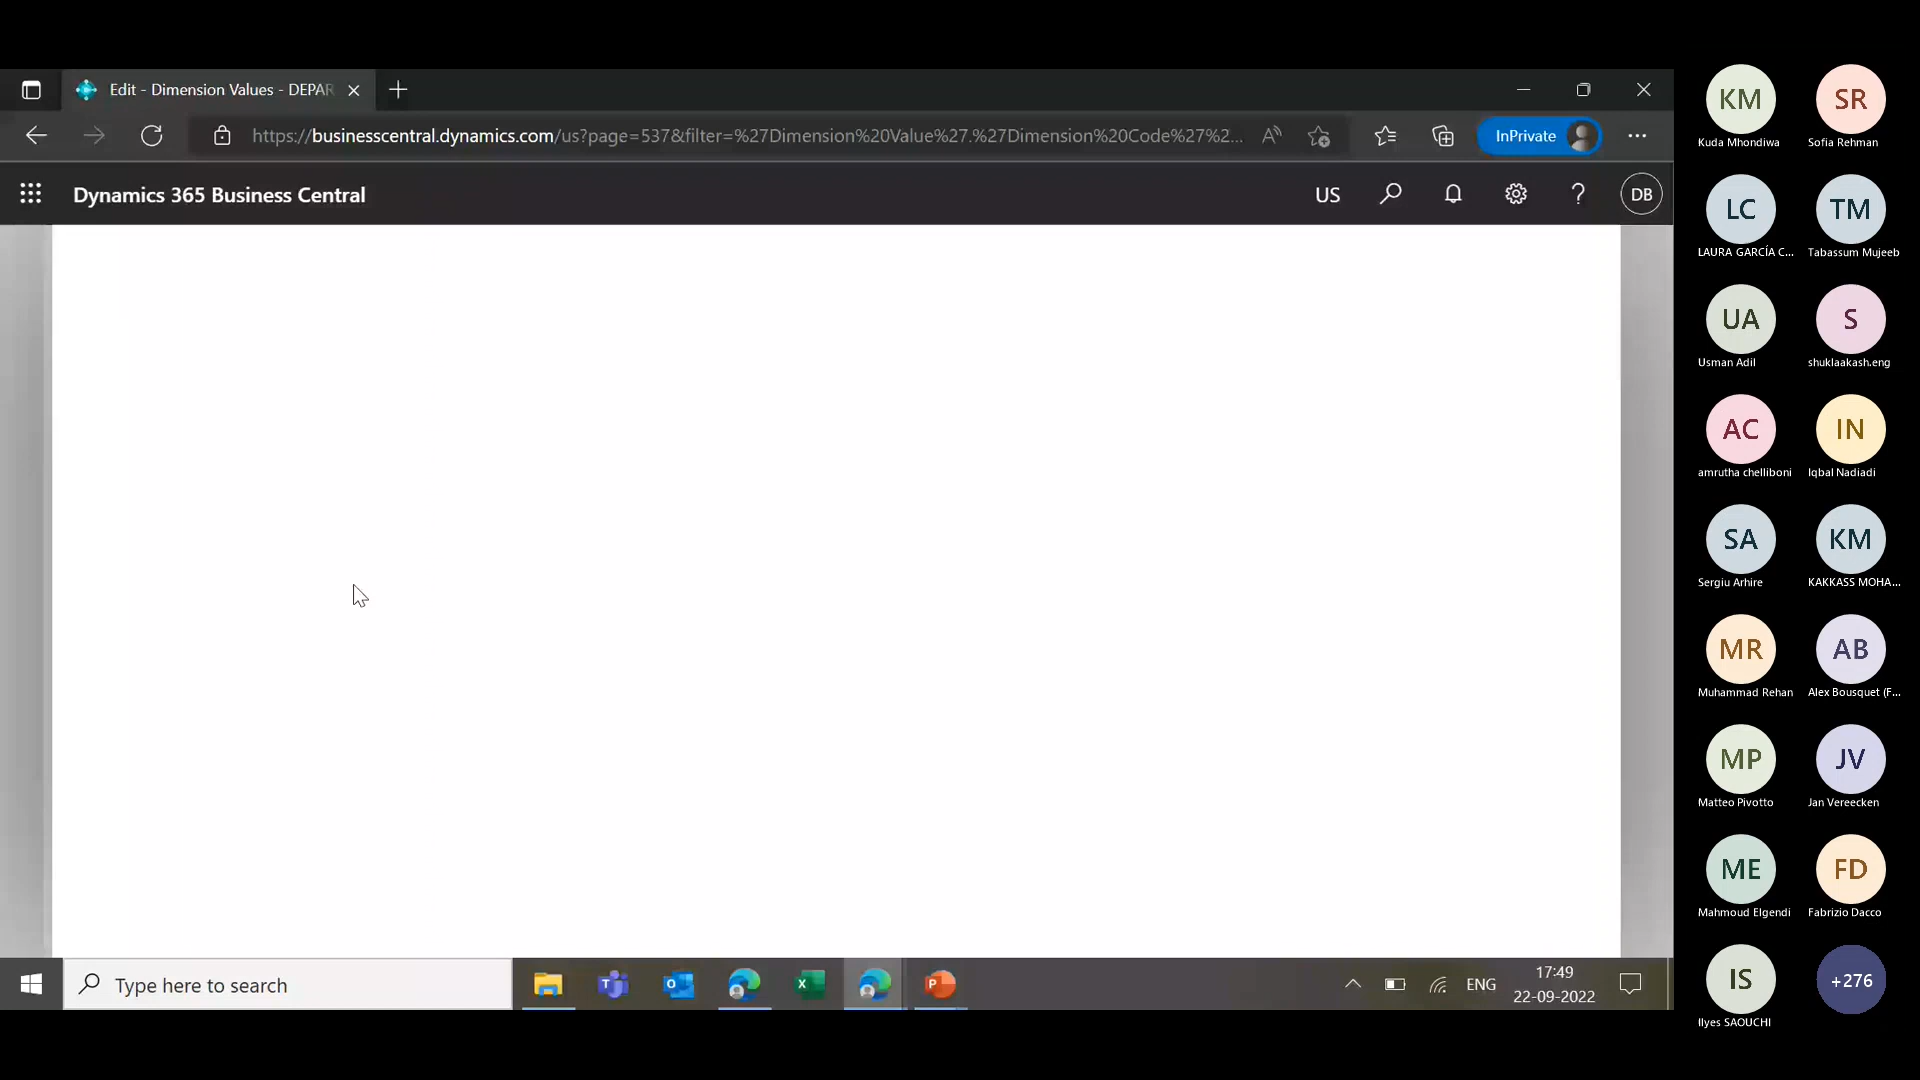 Edit - Dimension Values - DEPAR
https://businesscentral.dynamics.com/us?page=537&filter=%27Dimension%20Value%27.%27Dimension%20Code%27%2...
InPrivate
Dynamics 365 Business Central
US
?
DB
Type here to search
ENG
17:49
22-09-2022
KM
SR
Kuda Mhondiwa
Sofia Rehman
LC
TM
LAURA GARCÍA C...
Tabassum Mujeeb
UA
S
Usman Adil
shuklaakash.eng
AC
IN
amrutha chelliboni
Iqbal Nadiadi
SA
KM
Sergiu Arhire
KAKKASS MOHA...
MR
AB
Muhammad Rehan
Alex Bousquet (F...
MP
JV
Matteo Pivotto
Jan Vereecken
ME
FD
Mahmoud Elgendi
Fabrizio Dacco
IS
+276
Ilyes SAOUCHI